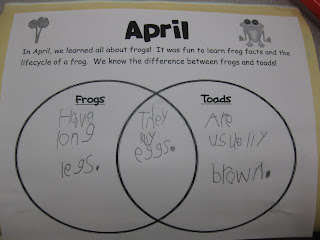 April
In April, we learned all about frogs! It was fun to learn frog facts and the
lifecycle of a frog. We know the difference between frogs and toads!
Frogs
Have
long
legs.
They
lay
eggs.
Toads
Are
usually
brown.